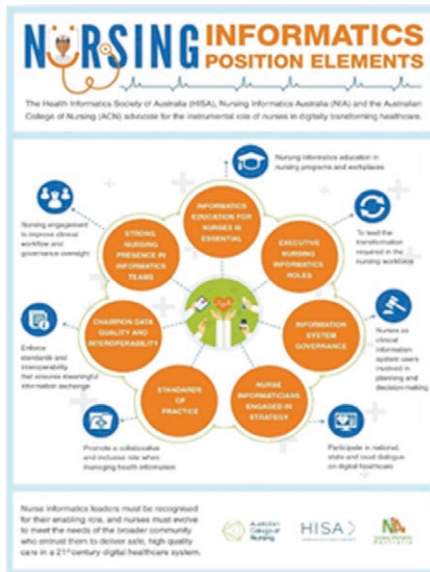 NURSING INFORMATICS
POSITION ELEMENTS
The Health Informatics Society of Australia (HISA), Nursing Informatics Australia (NIA) and the Australian
College of Nursing (ACN) advocate for the instrumental role of nurses in digitally transforming healthcare.
Nursing informatics education in
nursing programs and workplaces
INFORMATICS
EDUCATION FOR
NURSES IS
ESSENTIAL
Nursing engagement
to improve clinical
workflow and
governance oversight
STRONG
NURSING
PRESENCE IN
INFORMATICS
TEAMS
EXECUTIVE
NURSING
INFORMATICS
ROLES
To lead the
transformation
required in the
nursing workforce
CHAMPION DATA
QUALITY AND
INTEROPERABILITY
INFORMATION
SYSTEM
GOVERNANCE
Enforce
standards and
interoperability
that ensures meaningful
information exchange
Nurses as
clinical
information
system users
involved in
planning and
decision-making
STANDARDS
OF
PRACTICE
NURSE
INFORMATICIANS
ENGAGED IN
STRATEGY
Promote a collaborative
and inclusive role when
managing health information
Participate in national,
state and local dialogue
on digital healthcare
Nurse informatics leaders must be recognised
for their enabling role, and nurses must evolve
to meet the needs of the broader community
who entrust them to deliver safe, high quality
care in a 21st century digital healthcare system.
Australian
College of
Nursing
HISA
NIA